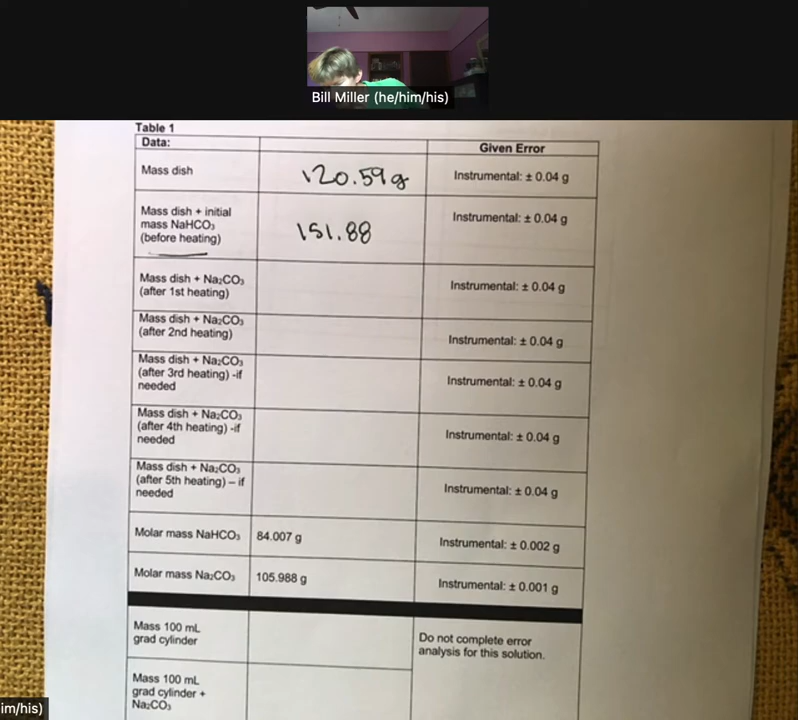 Bill Miller (he/him/his)
Table 1
Data:
Given Error
Mass dish
120.59g
Instrumental: ± 0.04 g
Mass dish + initial
mass NaHCO₃
(before heating)
151.88
Instrumental: ± 0.04 g
Mass dish + Na₂CO₃
(after 1st heating)
Instrumental: ± 0.04 g
Mass dish + Na₂CO₃
(after 2nd heating)
Instrumental: ± 0.04 g
Mass dish + Na₂CO₃
(after 3rd heating) -if
needed
Instrumental: ± 0.04 g
Mass dish + Na₂CO₃
(after 4th heating) -if
needed
Instrumental: ± 0.04 g
Mass dish + Na₂CO₃
(after 5th heating) – if
needed
Instrumental: ± 0.04 g
Molar mass NaHCO₃
84.007 g
Instrumental: ± 0.002 g
Molar mass Na₂CO₃
105.988 g
Instrumental: ± 0.001 g
Mass 100 mL
grad cylinder
Do not complete error
analysis for this solution.
Mass 100 mL
grad cylinder +
Na₂CO₃
im/his)